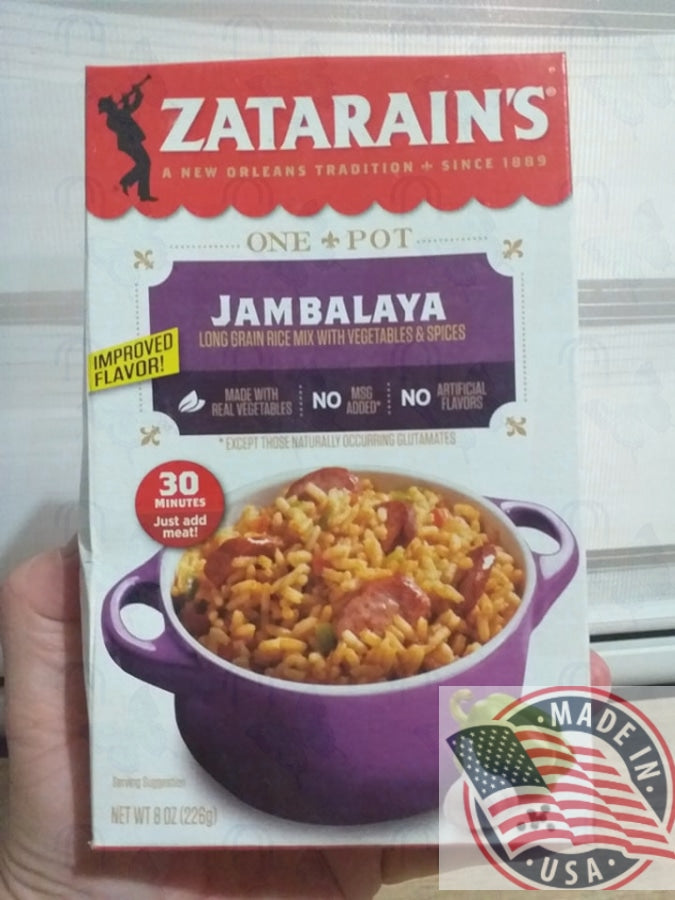 ZATARAIN'S®
A NEW ORLEANS TRADITION + SINCE 1889
ONE POT
JAMBALAYA
LONG GRAIN RICE MIX WITH VEGETABLES & SPICES
IMPROVED
FLAVOR!
MADE WITH
REAL VEGETABLES
NO MSG
ADDED*
NO ARTIFICIAL
FLAVORS
* EXCEPT THOSE NATURALLY OCCURRING GLUTAMATES
30
MINUTES
Just add
meat!
Serving Suggestion
NET WT 8 OZ (226g)
MADE IN
USA